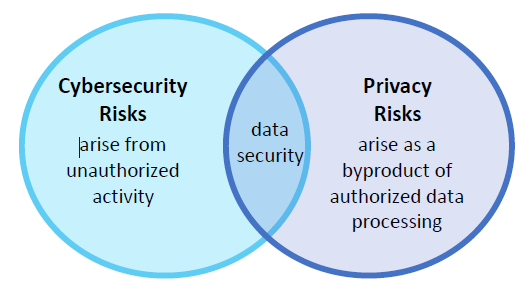 Cybersecurity
Risks
arise from
unauthorized
activity
data
security
Privacy
Risks
arise as a
byproduct of
authorized data
processing